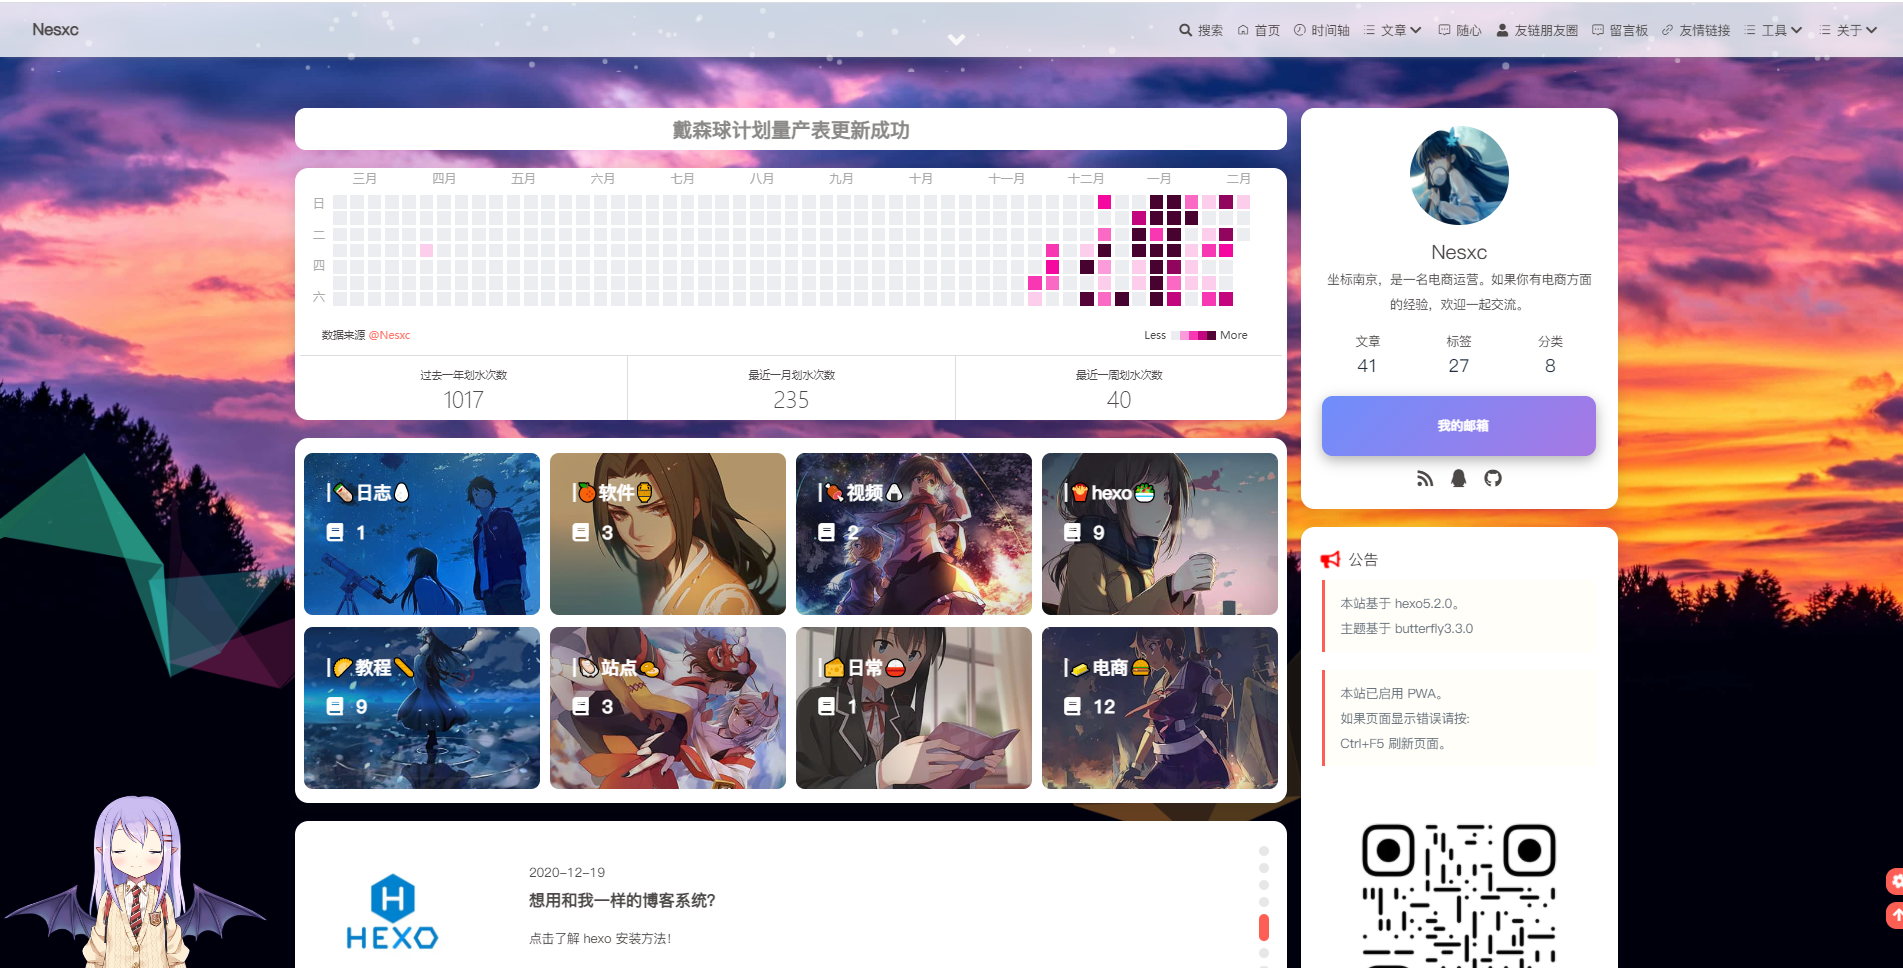 Nesxc
搜索 首页 时间轴 文章 随心 友链朋友圈 留言板 友情链接 工具 关于
戴森球计划量产表更新成功
三月 四月 五月 六月 七月 八月 九月 十月 十一月 十二月 一月 二月
日
二
四
六
数据来源 @Nesxc
Less More
过去一年划水次数 最近一月划水次数 最近一周划水次数
1017 235 40
|日志 |软件 |视频 |hexo
1 3 2 9
|教程 |站点 |日常 |电商
9 3 1 12
2020-12-19
想用和我一样的博客系统?
点击了解 hexo 安装方法!
HEXO
Nesxc
坐标南京，是一名电商运营。如果你有电商方面
的经验，欢迎一起交流。
文章 标签 分类
41 27 8
我的邮箱
公告
本站基于 hexo5.2.0。
主题基于 butterfly3.3.0
本站已启用 PWA。
如果页面显示错误请按:
Ctrl+F5 刷新页面。